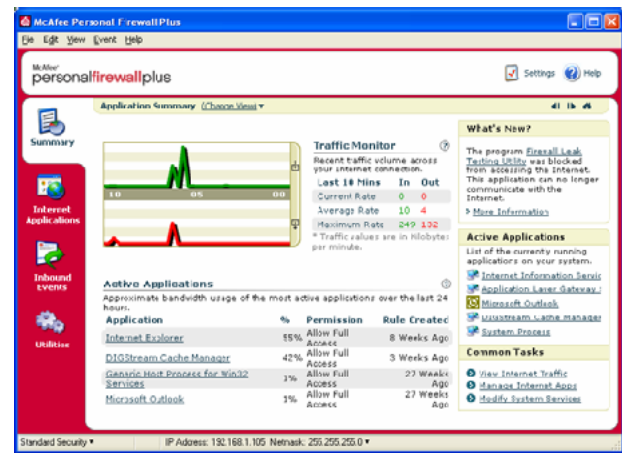 McAfee Personal FirewallPlus
File Edit View Event Help
McAfee®
personalfirewallplus
Settings
Help
Summary
Internet
Applications
Inbound
Events
Utilities
Application Summary (Change View)
Traffic Monitor
Recent traffic volume across
your internet connection.
Last 10 Mins In Out
Current Rate 0 0
Average Rate 10 4
Maximum Rate 249 132
* Traffic values are in Kilobytes
per minute.
10 05 00
Active Applications
Approximate bandwidth usage of the most active applications over the last 24
hours.
Application % Permission Rule Created
Internet Explorer 55% Allow Full Access 8 Weeks Ago
DIGStream Cache Manager 42% Allow Full Access 3 Weeks Ago
Generic Host Process for Win32 Services 1% Allow Full Access 27 Weeks Ago
Microsoft Outlook 1% Allow Full Access 27 Weeks Ago
What's New?
The program Firewall Leak
Testing Utility was blocked
from accessing the Internet.
This application can no longer
communicate with the
Internet.
More Information
Active Applications
List of the currently running
applications on your system.
Internet Information Servic
Application Layer Gateway
Microsoft Outlook
DIGStream Cache Manager
System Process
Common Tasks
View Internet Traffic
Manage Internet Apps
Modify System Services
Standard Security
IP Address: 192.168.1.105 Netmask: 255.255.255.0